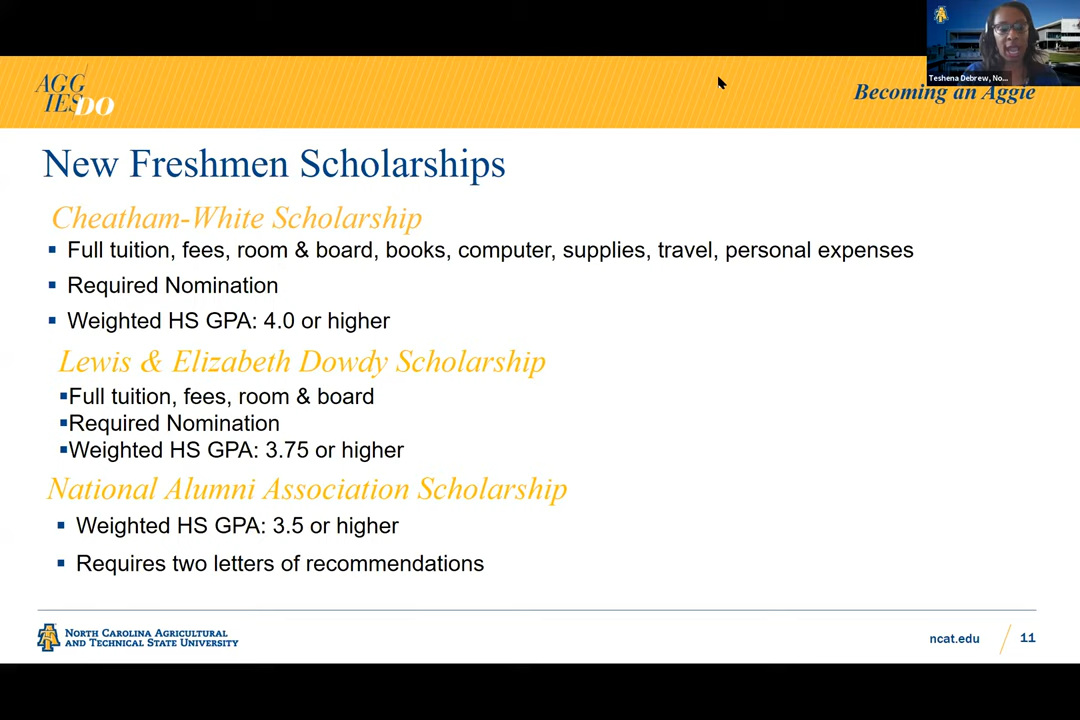 Teshena Debrew, No...
AGG
IES DO
Becoming an Aggie
New Freshmen Scholarships
Cheatham-White Scholarship
▪ Full tuition, fees, room & board, books, computer, supplies, travel, personal expenses
▪ Required Nomination
▪ Weighted HS GPA: 4.0 or higher
Lewis & Elizabeth Dowdy Scholarship
▪Full tuition, fees, room & board
▪Required Nomination
▪Weighted HS GPA: 3.75 or higher
National Alumni Association Scholarship
▪ Weighted HS GPA: 3.5 or higher
▪ Requires two letters of recommendations
NORTH CAROLINA AGRICULTURAL
AND TECHNICAL STATE UNIVERSITY
ncat.edu
11